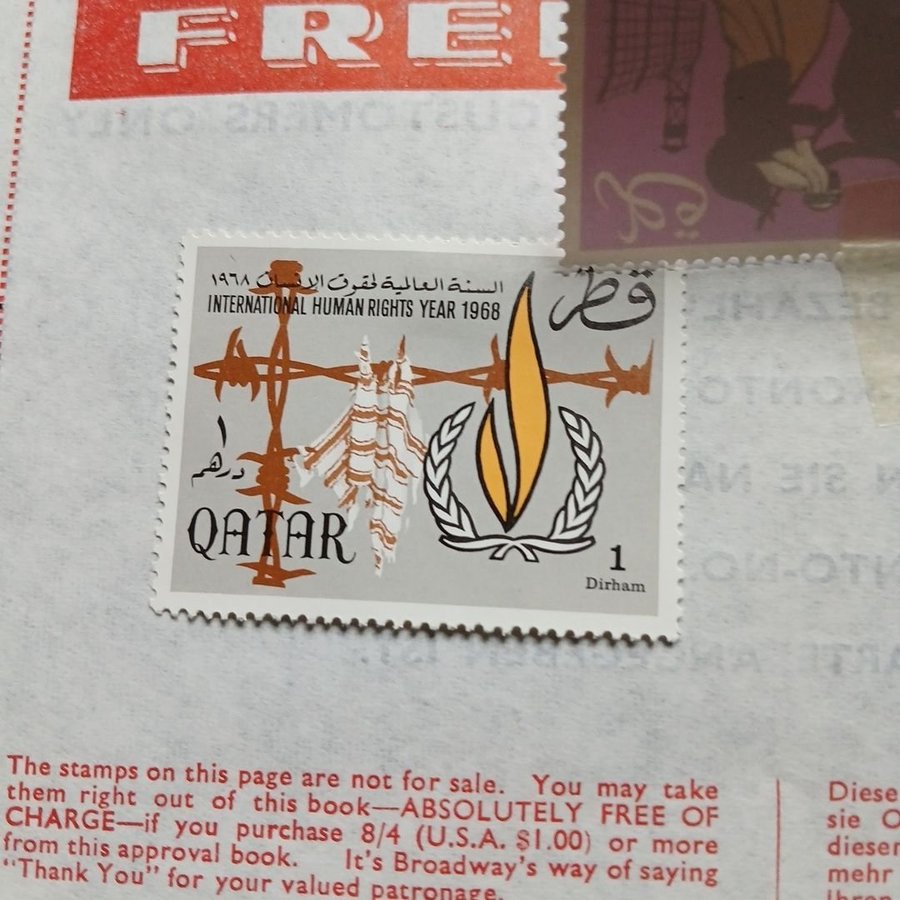 FREE
السنة العالمية لحقوق الإنسان ١٩٦٨
قطر
INTERNATIONAL HUMAN RIGHTS YEAR 1968
١
درهم
QATAR
1
Dirham
The stamps on this page are not for sale. You may take
them right out of this book—ABSOLUTELY FREE OF
CHARGE—if you purchase 8/4 (U.S.A. $1.00) or more
from this approval book. It's Broadway's way of saying
"Thank You" for your valued patronage.
Diese
sie
dieser
mehr
Ihren